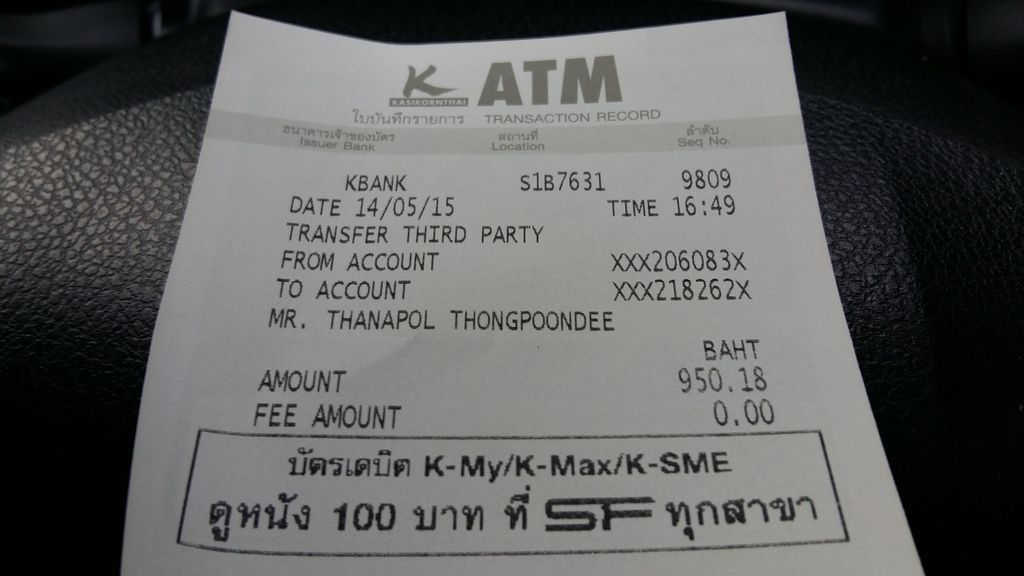 K ATM
KASIKORNTHAI
ใบบันทึกรายการ TRANSACTION RECORD
ธนาคารเจ้าของบัตร สถานที่ ลำดับ
Issuer Bank Location Seq No.
KBANK S1B7631 9809
DATE 14/05/15 TIME 16:49
TRANSFER THIRD PARTY
FROM ACCOUNT XXX206083X
TO ACCOUNT XXX218262X
MR. THANAPOL THONGPOONDEE
BAHT
AMOUNT 950.18
FEE AMOUNT 0.00
บัตรเดบิต K-My/K-Max/K-SME
ดูหนัง 100 บาท ที่ SF ทุกสาขา